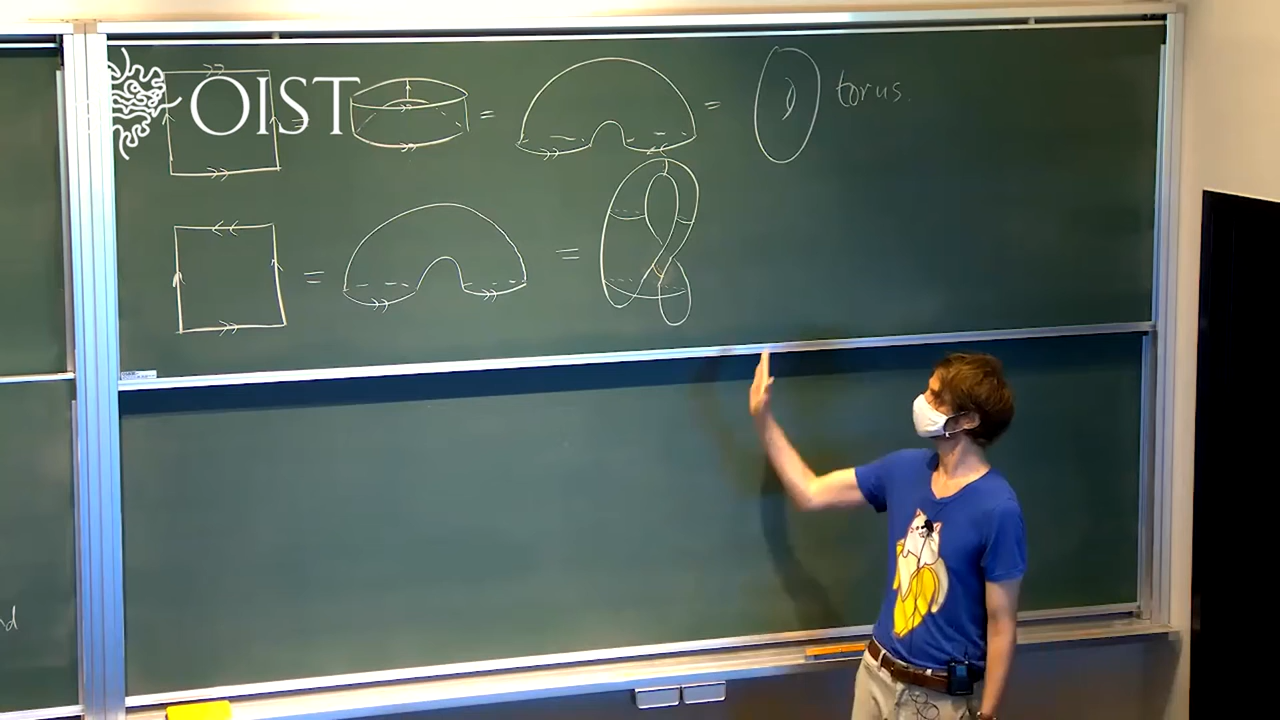 OIST
= = = torus.
= =